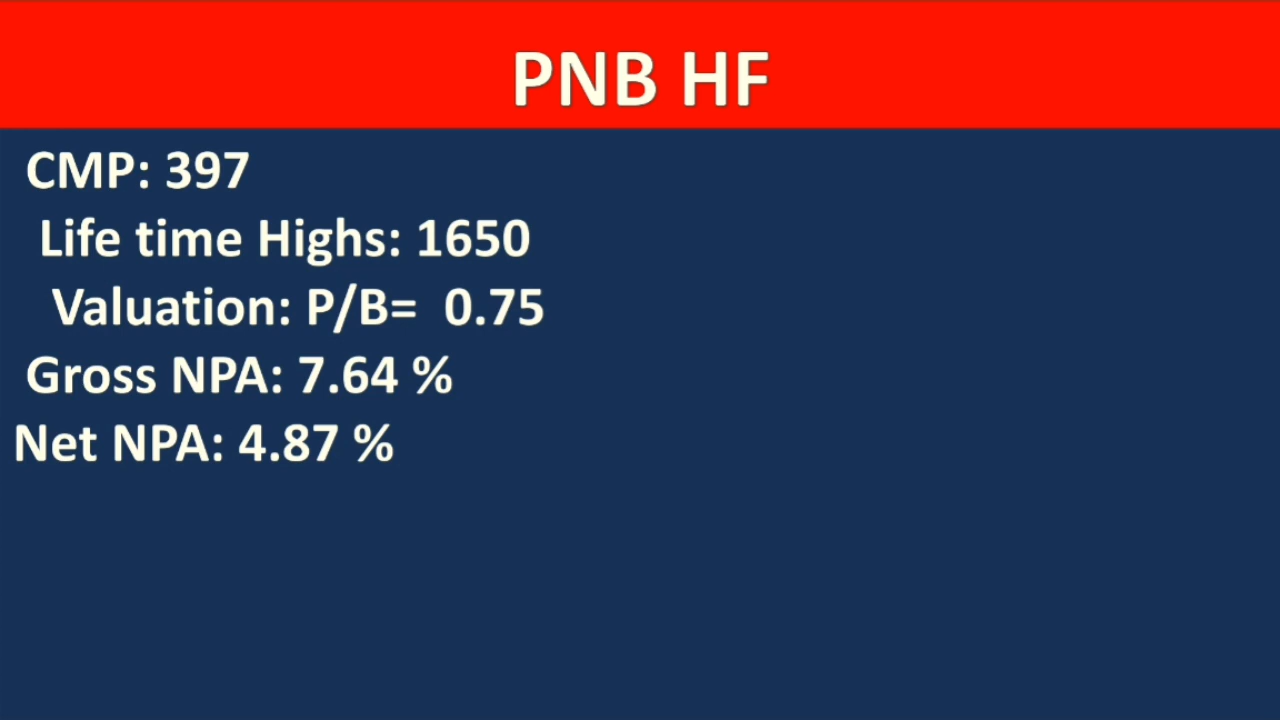 PNB HF
CMP: 397
Life time Highs: 1650
Valuation: P/B= 0.75
Gross NPA: 7.64 %
Net NPA: 4.87 %